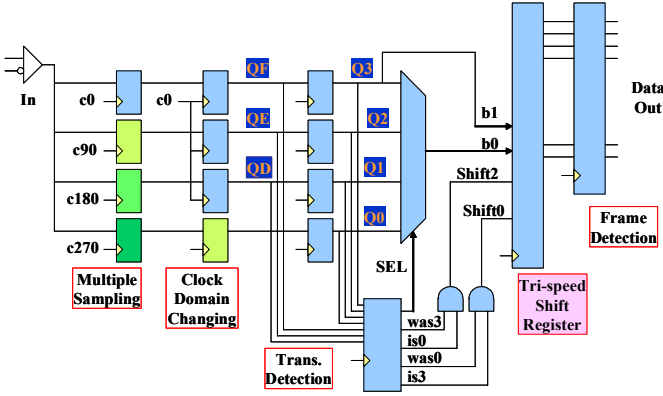 In
c0
c90
c180
c270
c0
QF
QE
QD
Q3
Q2
Q1
Q0
b1
b0
Shift2
Shift0
SEL
was3
is0
was0
is3
Data
Out
Multiple
Sampling
Clock
Domain
Changing
Trans.
Detection
Tri-speed
Shift
Register
Frame
Detection